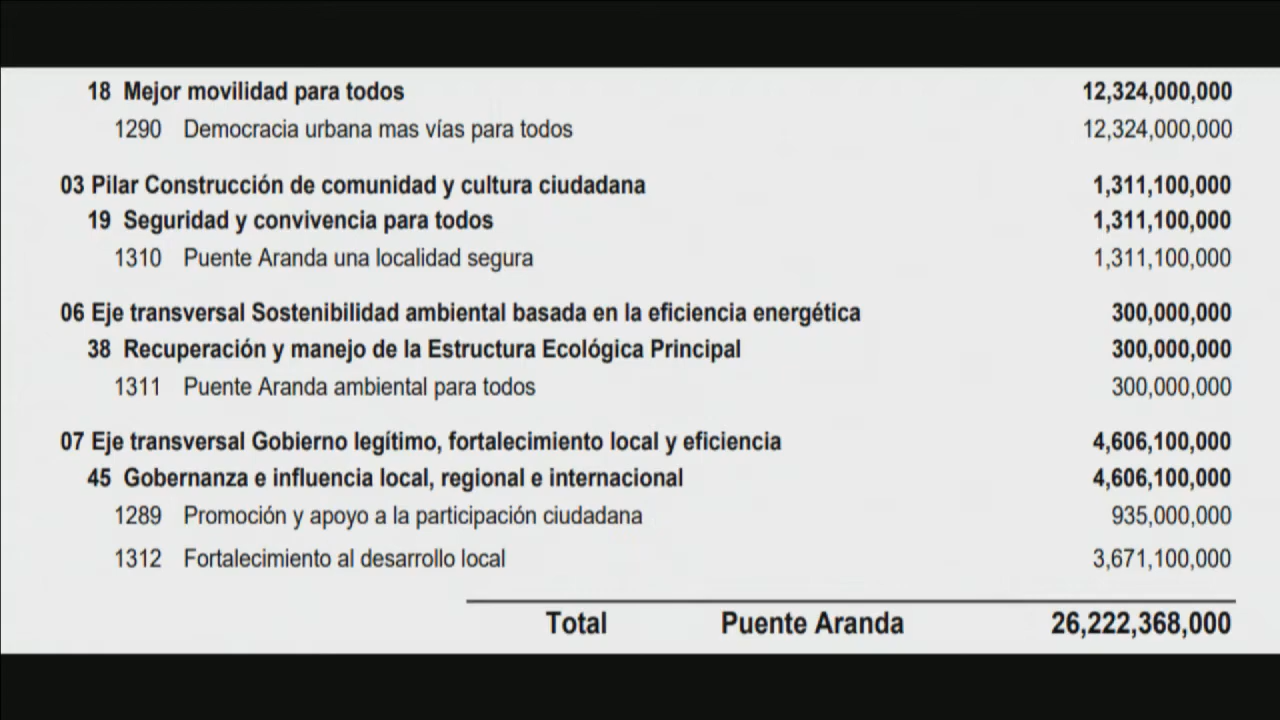 18 Mejor movilidad para todos 12,324,000,000
1290 Democracia urbana mas vías para todos 12,324,000,000
03 Pilar Construcción de comunidad y cultura ciudadana 1,311,100,000
19 Seguridad y convivencia para todos 1,311,100,000
1310 Puente Aranda una localidad segura 1,311,100,000
06 Eje transversal Sostenibilidad ambiental basada en la eficiencia energética 300,000,000
38 Recuperación y manejo de la Estructura Ecológica Principal 300,000,000
1311 Puente Aranda ambiental para todos 300,000,000
07 Eje transversal Gobierno legítimo, fortalecimiento local y eficiencia 4,606,100,000
45 Gobernanza e influencia local, regional e internacional 4,606,100,000
1289 Promoción y apoyo a la participación ciudadana 935,000,000
1312 Fortalecimiento al desarrollo local 3,671,100,000
Total Puente Aranda 26,222,368,000